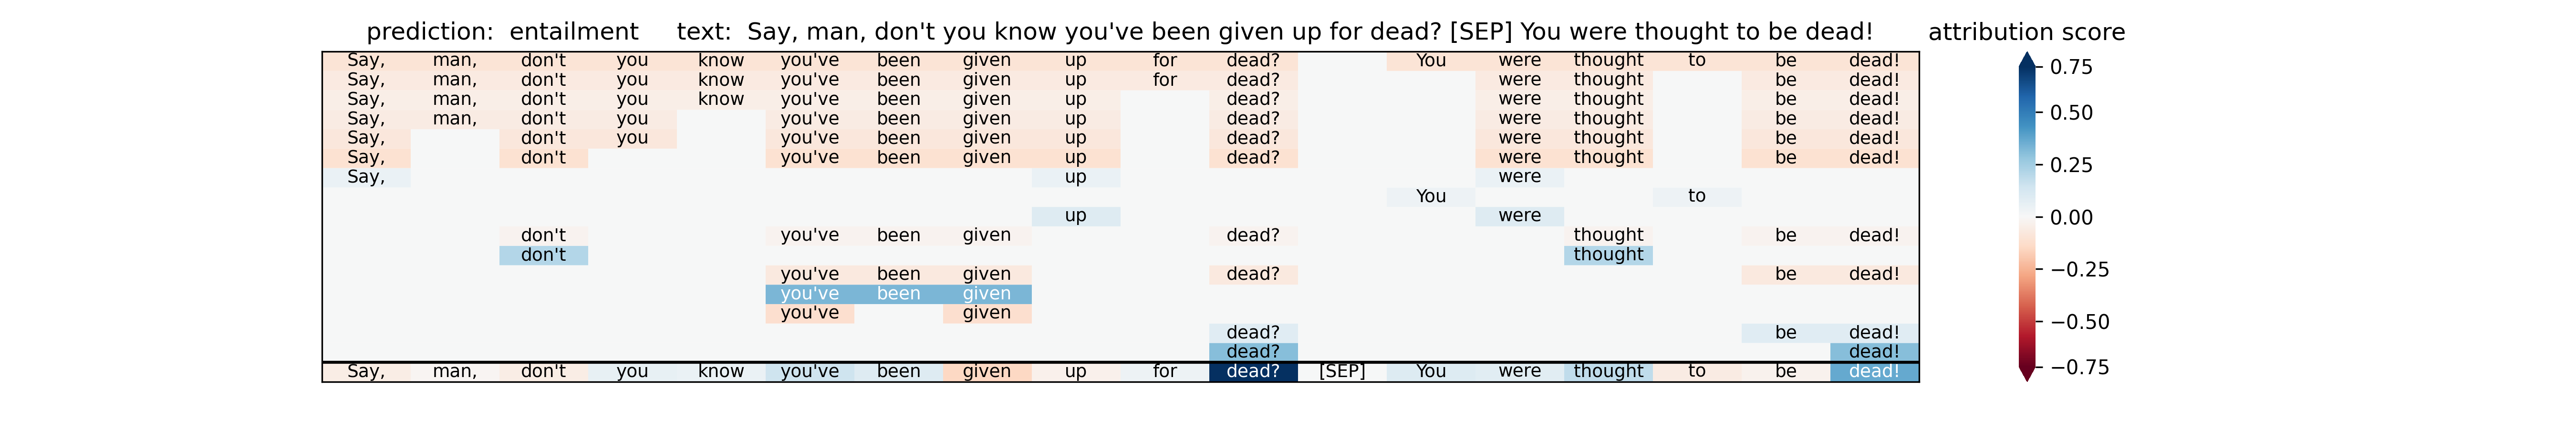 prediction: entailment text: Say, man, don't you know you've been given up for dead? [SEP] You were thought to be dead! attribution score
Say, man, don't you know you've been given up for dead? You were thought to be dead!
Say, man, don't you know you've been given up for dead? were thought be dead!
Say, man, don't you know you've been given up dead? were thought be dead!
Say, man, don't you you've been given up dead? were thought be dead!
Say, don't you you've been given up dead? were thought be dead!
Say, don't you've been given up dead? were thought be dead!
Say, up were
You to
up were
don't you've been given dead? thought be dead!
don't thought
you've been given dead? be dead!
you've been given
you've given
dead? be dead!
dead? dead!
Say, man, don't you know you've been given up for dead? [SEP] You were thought to be dead!
0.75
0.50
0.25
0.00
−0.25
−0.50
−0.75